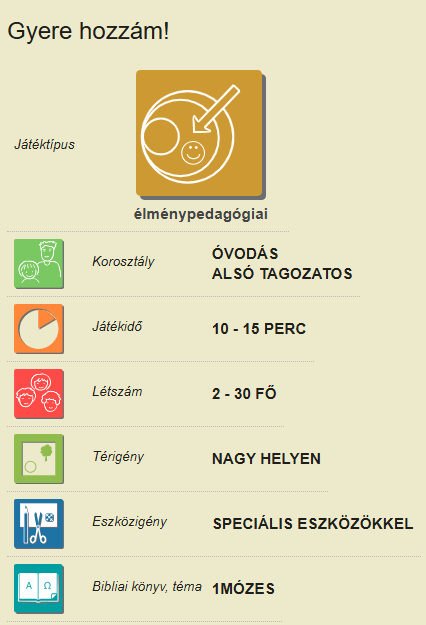 Gyere hozzám!
Játéktípus
élménypedagógiai
Korosztály
ÓVODÁS
ALSÓ TAGOZATOS
Játékidő
10 - 15 PERC
Létszám
2 - 30 FŐ
Térigény
NAGY HELYEN
Eszközigény
SPECIÁLIS ESZKÖZÖKKEL
A Ω
Bibliai könyv, téma
1MÓZES